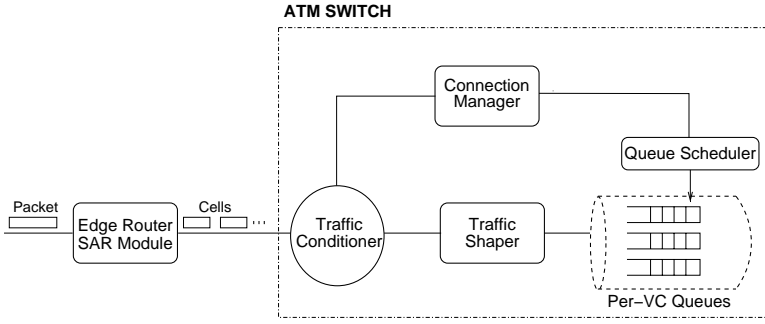 ATM SWITCH
Connection
Manager
Queue Scheduler
Packet
Edge Router
SAR Module
Cells
...
Traffic
Conditioner
Traffic
Shaper
Per-VC Queues